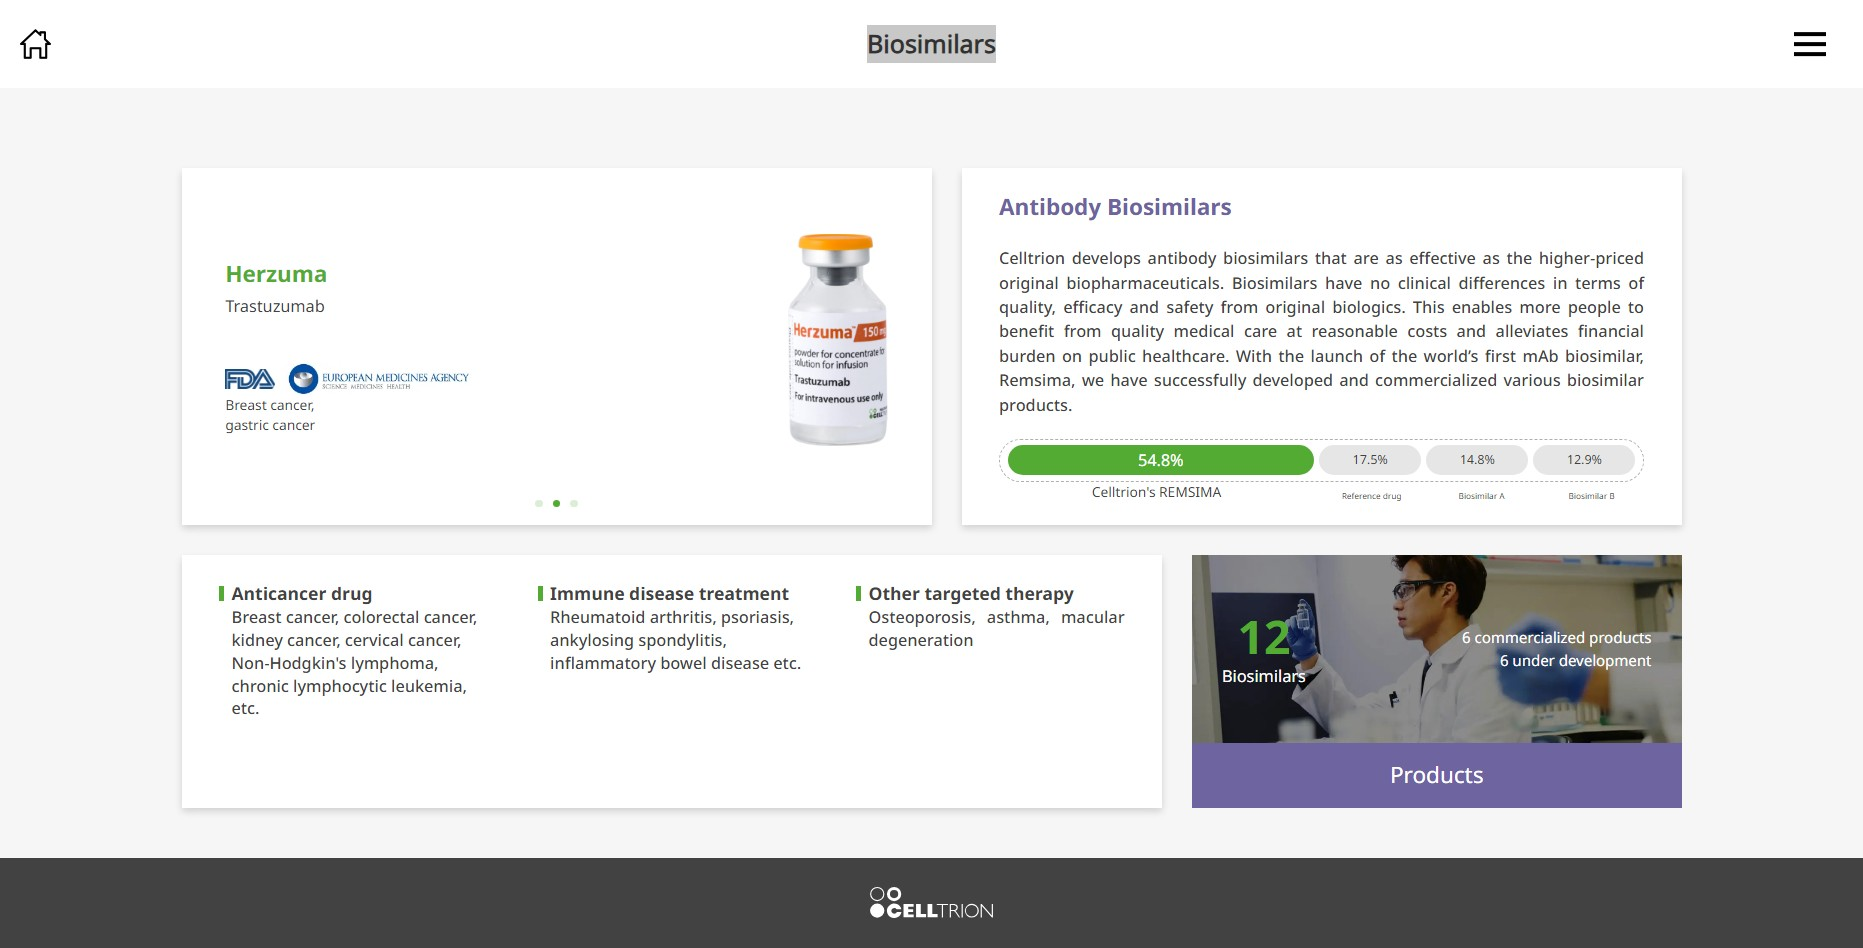 Biosimilars
Herzuma
Trastuzumab
FDA EUROPEAN MEDICINES AGENCY
SCIENCE MEDICINES HEALTH
Breast cancer,
gastric cancer
Herzuma 150 mg
powder for concentrate for
solution for infusion
Trastuzumab
For intravenous use only
Antibody Biosimilars
Celltrion develops antibody biosimilars that are as effective as the higher-priced
original biopharmaceuticals. Biosimilars have no clinical differences in terms of
quality, efficacy and safety from original biologics. This enables more people to
benefit from quality medical care at reasonable costs and alleviates financial
burden on public healthcare. With the launch of the world’s first mAb biosimilar,
Remsima, we have successfully developed and commercialized various biosimilar
products.
54.8% 17.5% 14.8% 12.9%
Celltrion's REMSIMA Reference drug Biosimilar A Biosimilar B
Anticancer drug
Breast cancer, colorectal cancer,
kidney cancer, cervical cancer,
Non-Hodgkin's lymphoma,
chronic lymphocytic leukemia,
etc.
Immune disease treatment
Rheumatoid arthritis, psoriasis,
ankylosing spondylitis,
inflammatory bowel disease etc.
Other targeted therapy
Osteoporosis, asthma, macular
degeneration
12
Biosimilars
6 commercialized products
6 under development
Products
CELLTRION